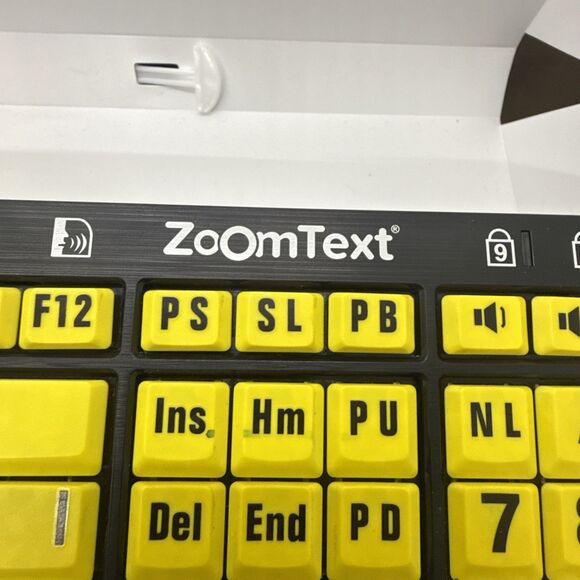 ZoomText®
9
F12 PS SL PB
Ins Hm PU NL
Del End PD 7